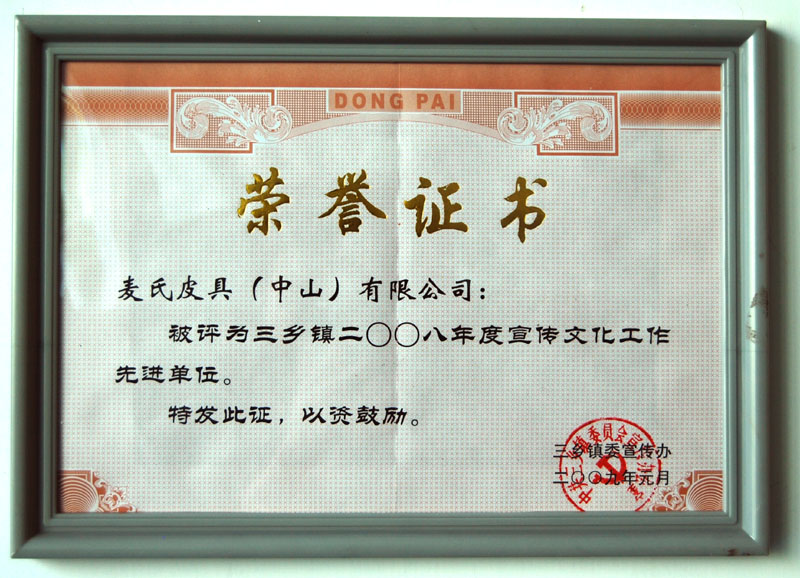 DONG PAI
荣誉证书
麦氏皮具（中山）有限公司：
被评为三乡镇二〇〇八年度宣传文化工作
先进单位。
特发此证，以资鼓励。
三乡镇委宣传办
二〇〇九年元月